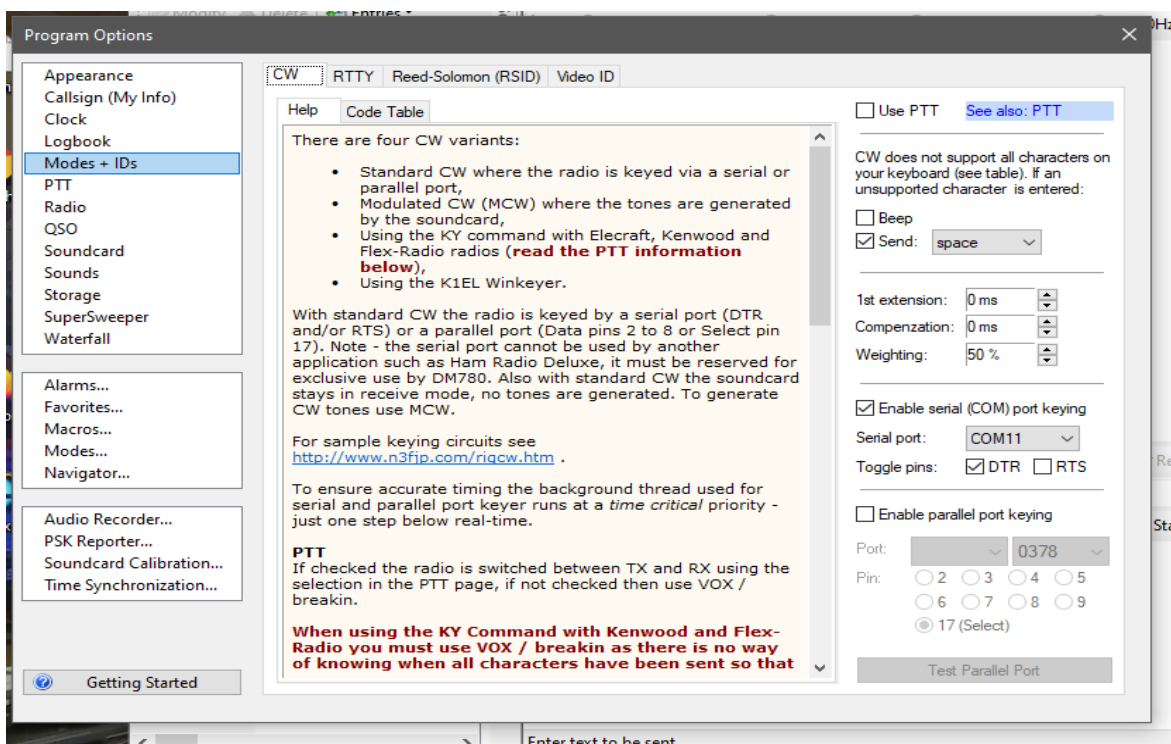 Modify Delete Entries
Hz
Program Options
Appearance
Callsign (My Info)
Clock
Logbook
Modes + IDs
PTT
Radio
QSO
Soundcard
Sounds
Storage
SuperSweeper
Waterfall
Alarms...
Favorites...
Macros...
Modes...
Navigator...
Audio Recorder...
PSK Reporter...
Soundcard Calibration...
Time Synchronization...
Getting Started
CW RTTY Reed-Solomon (RSID) Video ID
Help Code Table
There are four CW variants:
• Standard CW where the radio is keyed via a serial or
parallel port,
• Modulated CW (MCW) where the tones are generated
by the soundcard,
• Using the KY command with Elecraft, Kenwood and
Flex-Radio radios (read the PTT information
below),
• Using the K1EL Winkeyer.
With standard CW the radio is keyed by a serial port (DTR
and/or RTS) or a parallel port (Data pins 2 to 8 or Select pin
17). Note - the serial port cannot be used by another
application such as Ham Radio Deluxe, it must be reserved for
exclusive use by DM780. Also with standard CW the soundcard
stays in receive mode, no tones are generated. To generate
CW tones use MCW.
For sample keying circuits see
http://www.n3fjp.com/rigcw.htm .
To ensure accurate timing the background thread used for
serial and parallel port keyer runs at a time critical priority -
just one step below real-time.
PTT
If checked the radio is switched between TX and RX using the
selection in the PTT page, if not checked then use VOX /
breakin.
When using the KY Command with Kenwood and Flex-
Radio you must use VOX / breakin as there is no way
of knowing when all characters have been sent so that
Use PTT See also: PTT
CW does not support all characters on
your keyboard (see table). If an
unsupported character is entered:
Beep
Send: space
1st extension: 0 ms
Compenzation: 0 ms
Weighting: 50 %
Enable serial (COM) port keying
Serial port: COM11
Toggle pins: DTR RTS
Enable parallel port keying
Port: 0378
Pin: 2 3 4 5
6 7 8 9
17 (Select)
Test Parallel Port
Re
Sta
Enter text to be sent